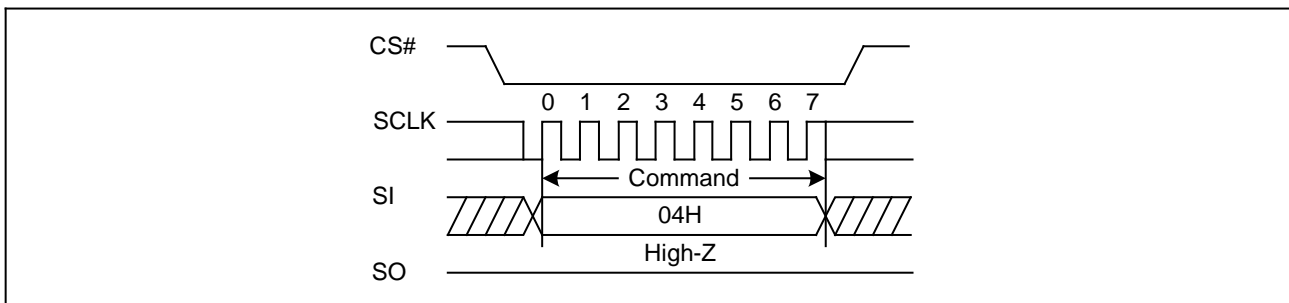 CS#
0 1 2 3 4 5 6 7
SCLK
Command
SI
04H
High-Z
SO